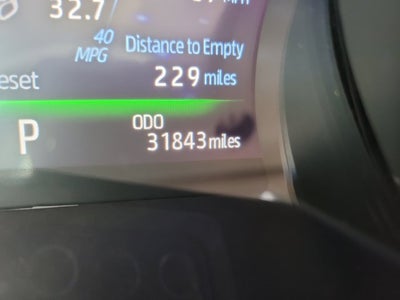 32.7
40
MPG
Distance to Empty
229 miles
eset
P
ODO
31843 miles